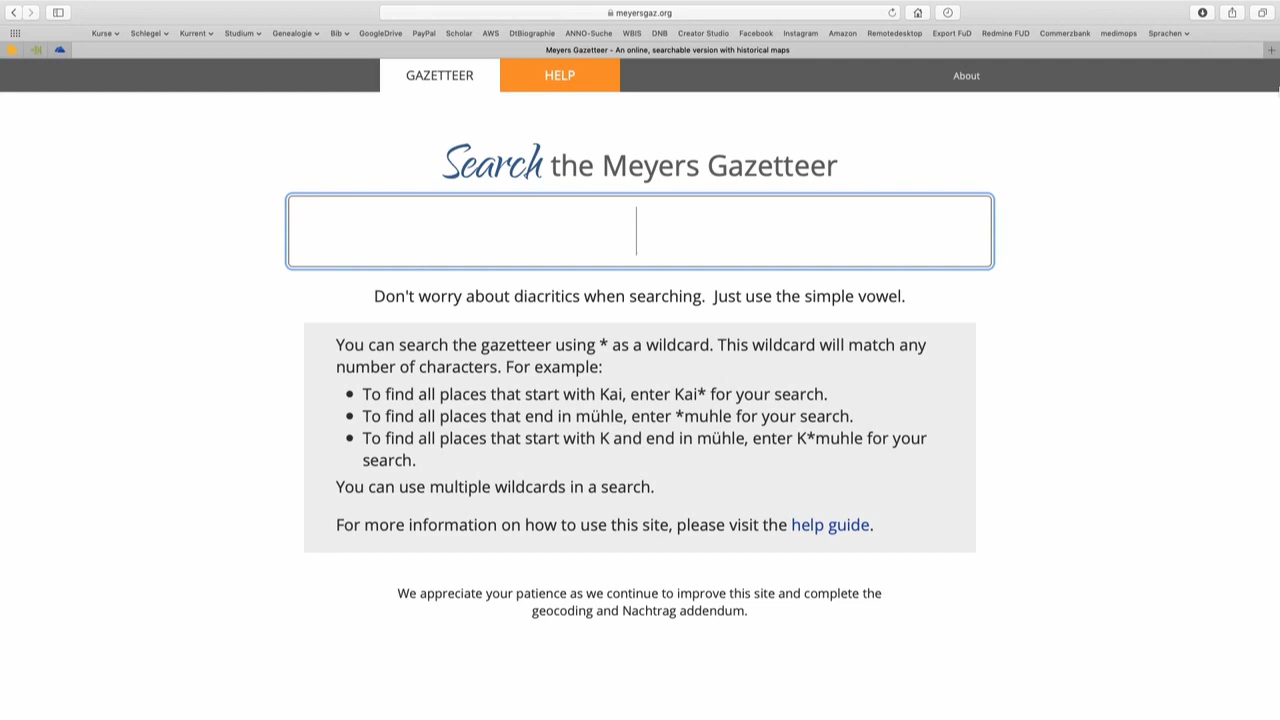 meyersgaz.org
Kurse Schlegel Kurrent Studium Genealogie Bib GoogleDrive PayPal Scholar AWS DtBiographie ANNO-Suche WBIS DNB Creator Studio Facebook Instagram Amazon Remotedesktop Export FuD Redmine FUD Commerzbank medimops Sprachen
Meyers Gazetteer - An online, searchable version with historical maps
GAZETTEER HELP About
Search the Meyers Gazetteer
Don't worry about diacritics when searching. Just use the simple vowel.
You can search the gazetteer using * as a wildcard. This wildcard will match any
number of characters. For example:
• To find all places that start with Kai, enter Kai* for your search.
• To find all places that end in mühle, enter *muhle for your search.
• To find all places that start with K and end in mühle, enter K*muhle for your
search.
You can use multiple wildcards in a search.
For more information on how to use this site, please visit the help guide.
We appreciate your patience as we continue to improve this site and complete the
geocoding and Nachtrag addendum.